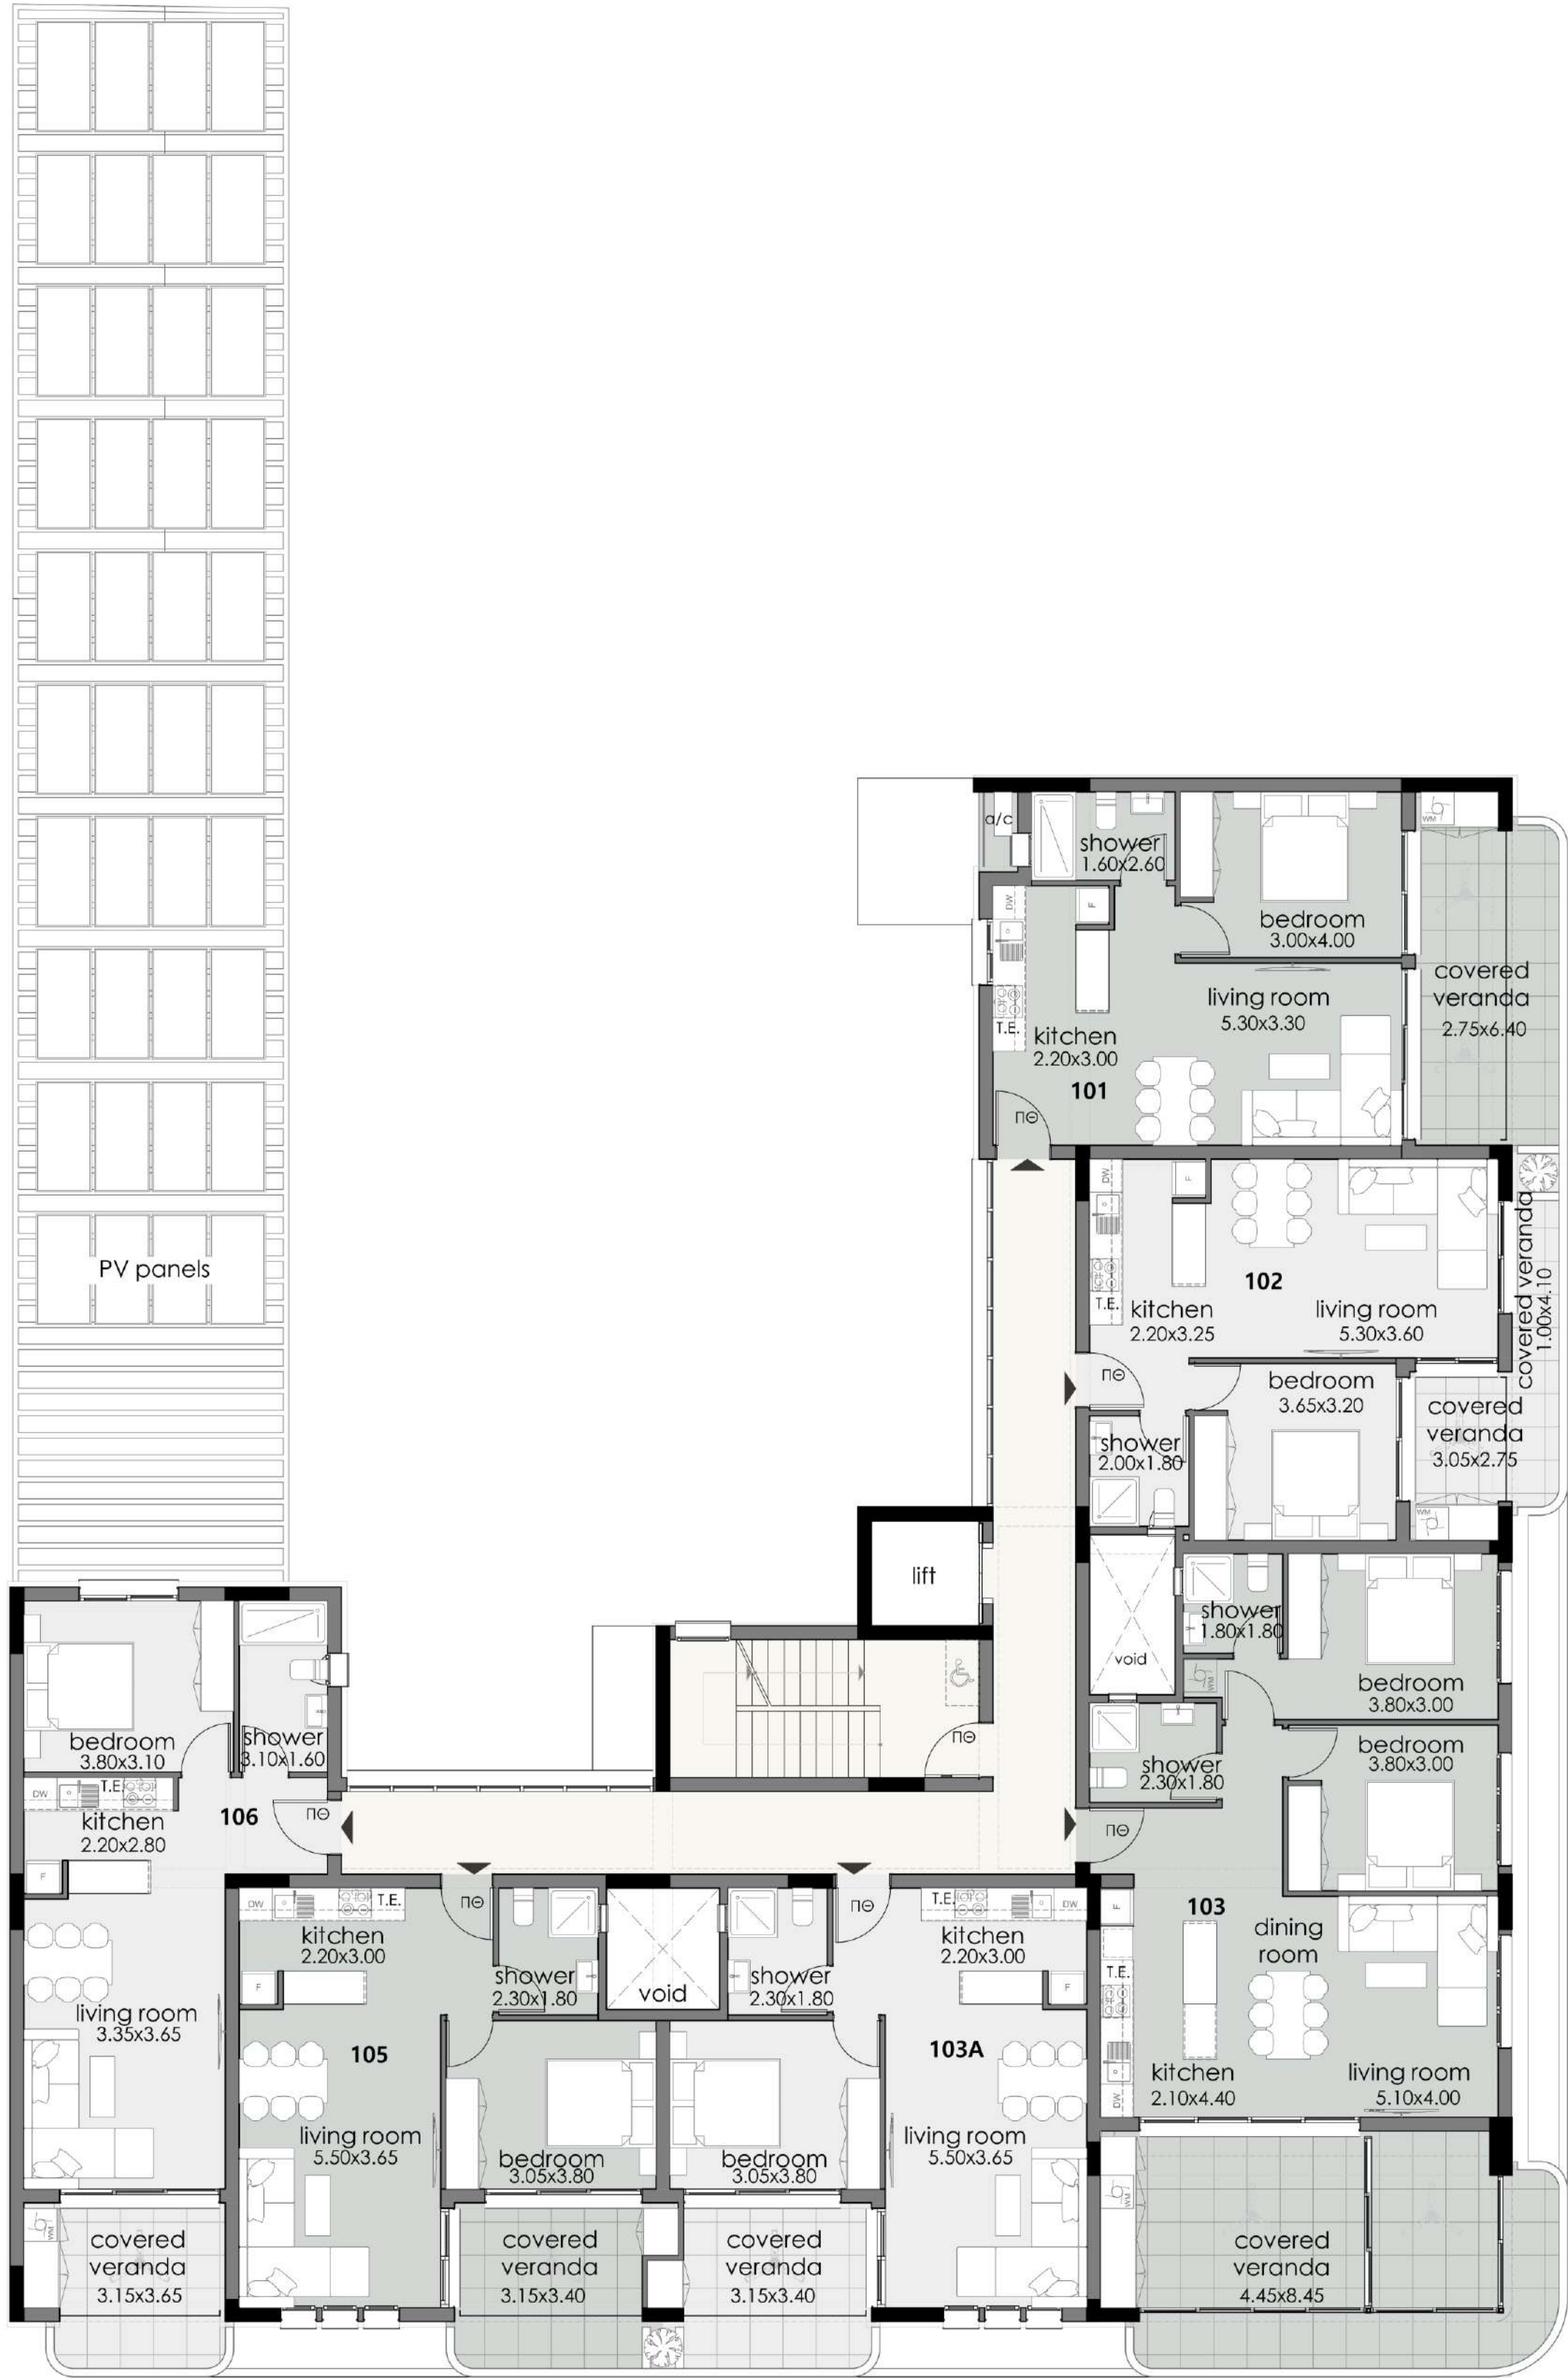 PV panels
a/c
shower
1.60x2.60
WM
bedroom
3.00x4.00
DW
F
covered
veranda
2.75x6.40
living room
5.30x3.30
T.E.
kitchen
2.20x3.00
101
ΠΘ
DW
F
covered veranda
1.00x4.10
102
T.E.
kitchen
2.20x3.25
living room
5.30x3.60
ΠΘ
bedroom
3.65x3.20
covered
veranda
3.05x2.75
shower
2.00x1.80
WM
lift
void
shower
1.80x1.80
WM
bedroom
3.80x3.00
ΠΘ
shower
2.30x1.80
bedroom
3.80x3.00
ΠΘ
bedroom
3.80x3.10
shower
3.10x1.60
DW
T.E.
kitchen
2.20x2.80
106
ΠΘ
F
living room
3.35x3.65
WM
covered
veranda
3.15x3.65
DW
T.E.
ΠΘ
kitchen
2.20x3.00
F
shower
2.30x1.80
void
105
living room
5.50x3.65
bedroom
3.05x3.80
covered
veranda
3.15x3.40
shower
2.30x1.80
ΠΘ
T.E.
DW
kitchen
2.20x3.00
F
103A
bedroom
3.05x3.80
living room
5.50x3.65
covered
veranda
3.15x3.40
F
103
dining
room
T.E.
kitchen
2.10x4.40
living room
5.10x4.00
DW
WM
covered
veranda
4.45x8.45